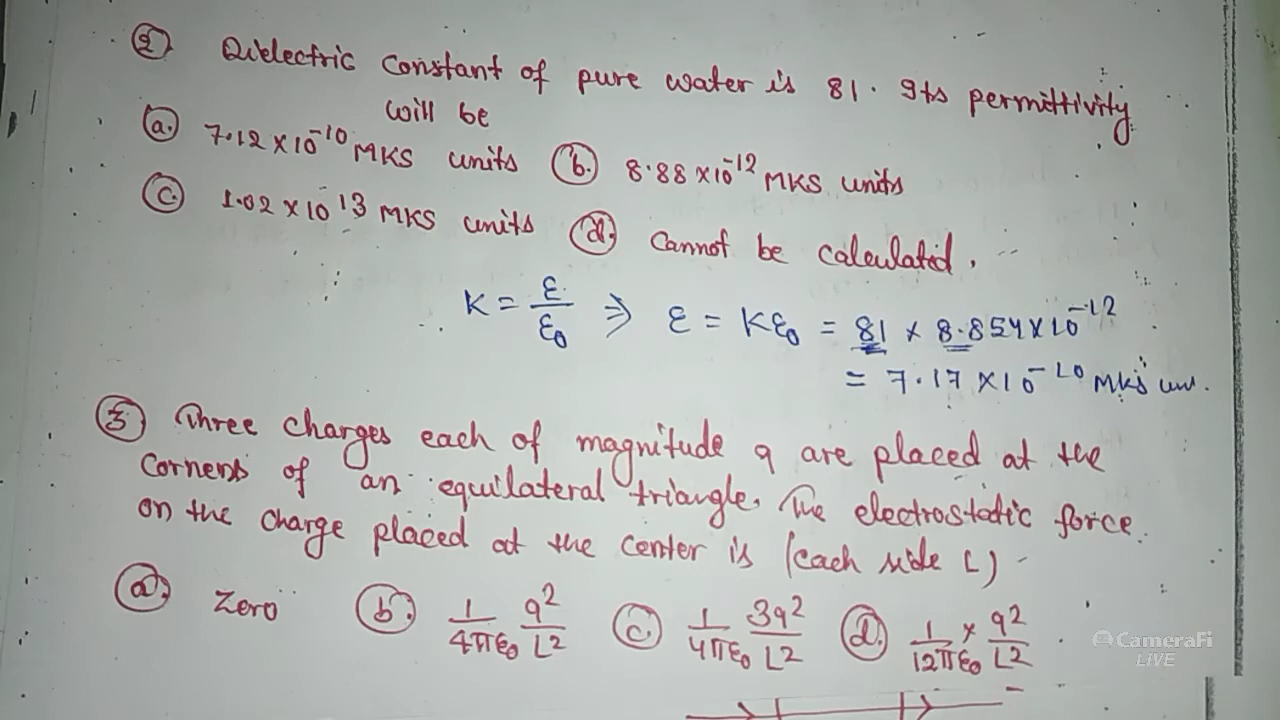 ② Dielectric Constant of pure water is 81. Its permittivity
will be
ⓐ 7.12 × 10⁻¹⁰ MKS units ⓑ 8.88 × 10⁻¹² MKS units
ⓒ 1.02 × 10⁻¹³ MKS units ⓓ Cannot be calculated.
K = ε/ε₀ ⇒ ε = Kε₀ = 81 × 8.854 × 10⁻¹²
= 7.17 × 10⁻¹⁰ MKS un.
③ Three charges each of magnitude q are placed at the
corners of an equilateral triangle. The electrostatic force
on the charge placed at the center is (each side L)
ⓐ Zero ⓑ 1/4πε₀ q²/L² ⓒ 1/4πε₀ 3q²/L² ⓓ 1/12πε₀ × q²/L²
CameraFi
LIVE